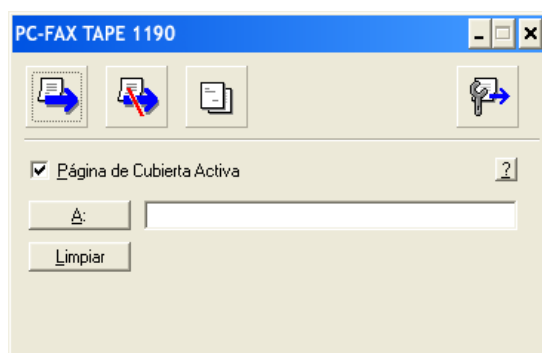 PC-FAX TAPE 1190
Página de Cubierta Activa
?
A:
Limpiar